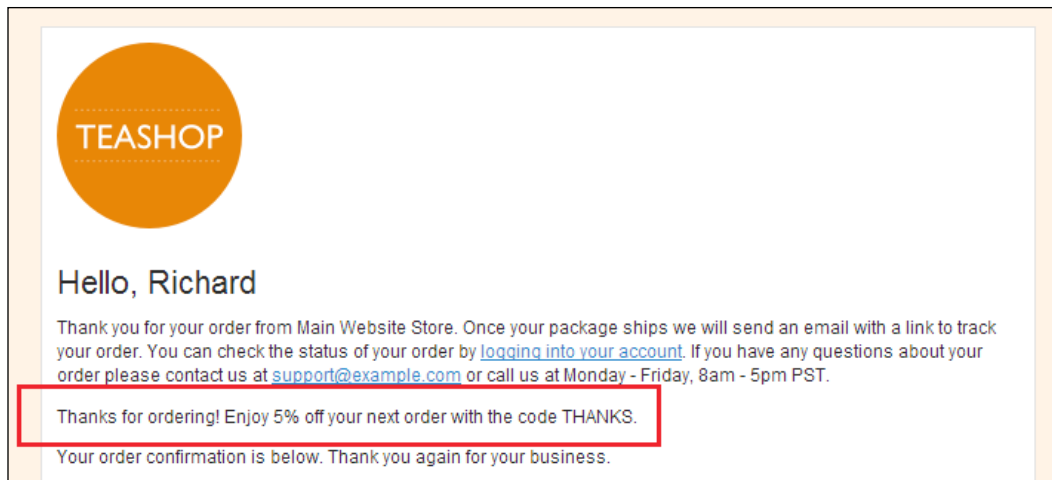 TEASHOP
Hello, Richard
Thank you for your order from Main Website Store. Once your package ships we will send an email with a link to track
your order. You can check the status of your order by logging into your account. If you have any questions about your
order please contact us at support@example.com or call us at Monday - Friday, 8am - 5pm PST.
Thanks for ordering! Enjoy 5% off your next order with the code THANKS.
Your order confirmation is below. Thank you again for your business.